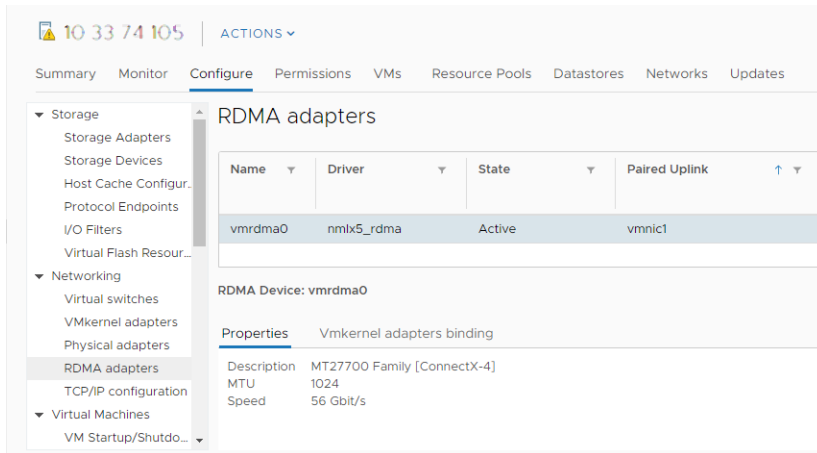 10 33 74 105 ACTIONS
Summary Monitor Configure Permissions VMs Resource Pools Datastores Networks Updates
Storage
Storage Adapters
Storage Devices
Host Cache Configur..
Protocol Endpoints
I/O Filters
Virtual Flash Resour...
Networking
Virtual switches
VMkernel adapters
Physical adapters
RDMA adapters
TCP/IP configuration
Virtual Machines
VM Startup/Shutdo...
RDMA adapters
Name Driver State Paired Uplink
vmrdma0 nmlx5_rdma Active vmnic1
RDMA Device: vmrdma0
Properties Vmkernel adapters binding
Description MT27700 Family [ConnectX-4]
MTU 1024
Speed 56 Gbit/s